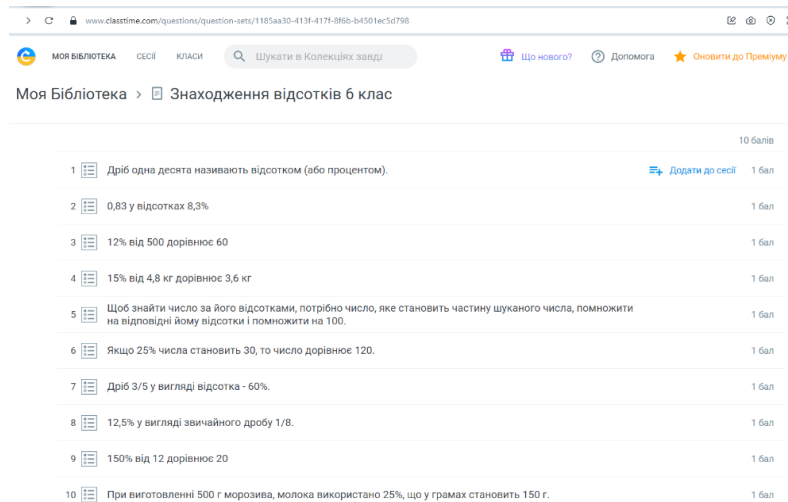 www.classtime.com/questions/question-sets/1185aa30-413f-417f-8f6b-b4501ec5d798
МОЯ БІБЛІОТЕКА СЕСІЇ КЛАСИ Шукати в Колекціях завда Що нового? Допомога Оновити до Преміуму
Моя Бібліотека > Знаходження відсотків 6 клас
10 балів
1 Дріб одна десята називають відсотком (або процентом). Додати до сесії 1 бал
2 0,83 у відсотках 8,3% 1 бал
3 12% від 500 дорівнює 60 1 бал
4 15% від 4,8 кг дорівнює 3,6 кг 1 бал
5 Щоб знайти число за його відсотками, потрібно число, яке становить частину шуканого числа, помножити
на відповідні йому відсотки і помножити на 100. 1 бал
6 Якщо 25% числа становить 30, то число дорівнює 120. 1 бал
7 Дріб 3/5 у вигляді відсотка - 60%. 1 бал
8 12,5% у вигляді звичайного дробу 1/8. 1 бал
9 150% від 12 дорівнює 20 1 бал
10 При виготовленні 500 г морозива, молока використано 25%, що у грамах становить 150 г. 1 бал